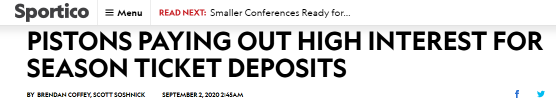 Sportico
Menu
READ NEXT: Smaller Conferences Ready for...
PISTONS PAYING OUT HIGH INTEREST FOR
SEASON TICKET DEPOSITS
BY BRENDAN COFFEY, SCOTT SOSHNICK SEPTEMBER 2, 2020 2:45AM